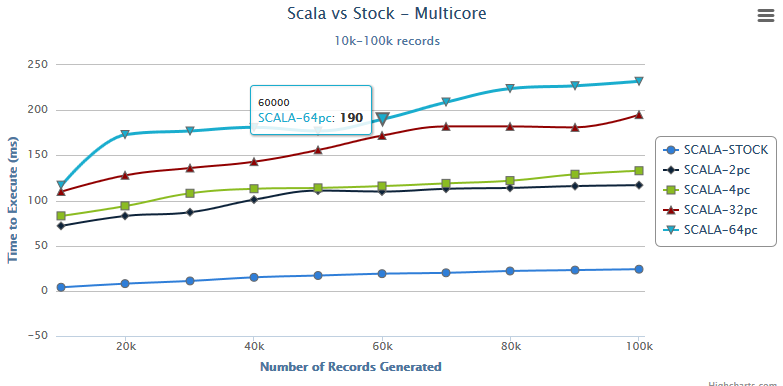 Scala vs Stock - Multicore
10k-100k records
250
200
150
100
50
0
-50
Time to Execute (ms)
60000
SCALA-64pc: 190
SCALA-STOCK
SCALA-2pc
SCALA-4pc
SCALA-32pc
SCALA-64pc
20k
40k
60k
80k
100k
Number of Records Generated
Highcharts.com